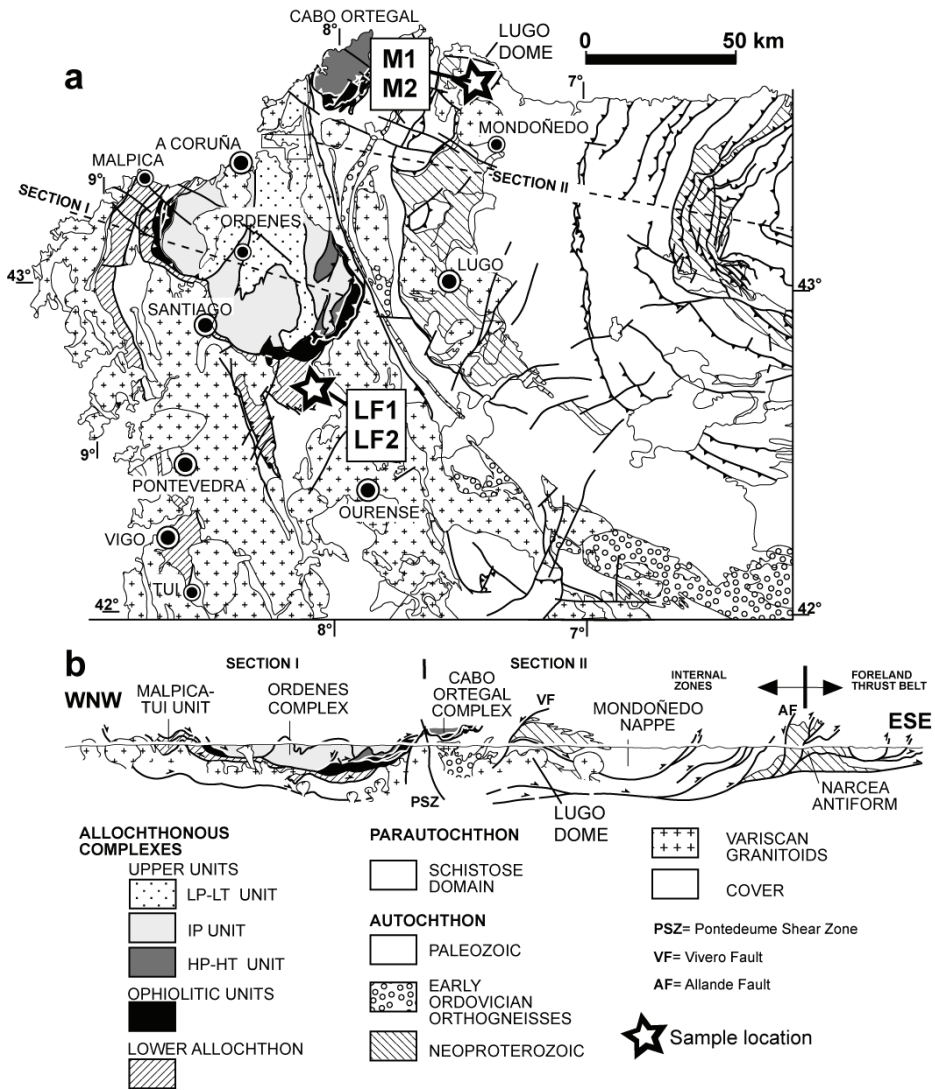 a
CABO ORTEGAL
8°
M1
M2
LUGO
DOME
0 50 km
7°
MONDOÑEDO
A CORUÑA
MALPICA
9°
SECTION I
SECTION II
ORDENES
43°
LUGO
43°
SANTIAGO
LF1
LF2
9°
PONTEVEDRA
OURENSE
VIGO
TUI
42°
42°
8°
7°
b
SECTION I
SECTION II
WNW
MALPICA-
TUI UNIT
ORDENES
COMPLEX
CABO
ORTEGAL
COMPLEX
VF
MONDOÑEDO
NAPPE
INTERNAL
ZONES
FORELAND
THRUST BELT
AF
ESE
PSZ
LUGO
DOME
NARCEA
ANTIFORM
ALLOCHTHONOUS
COMPLEXES
UPPER UNITS
LP-LT UNIT
IP UNIT
HP-HT UNIT
OPHIOLITIC UNITS
LOWER ALLOCHTHON
PARAUTOCHTHON
SCHISTOSE
DOMAIN
AUTOCHTHON
PALEOZOIC
EARLY
ORDOVICIAN
ORTHOGNEISSES
NEOPROTEROZOIC
VARISCAN
GRANITOIDS
COVER
PSZ= Pontedeume Shear Zone
VF= Vivero Fault
AF= Allande Fault
Sample location